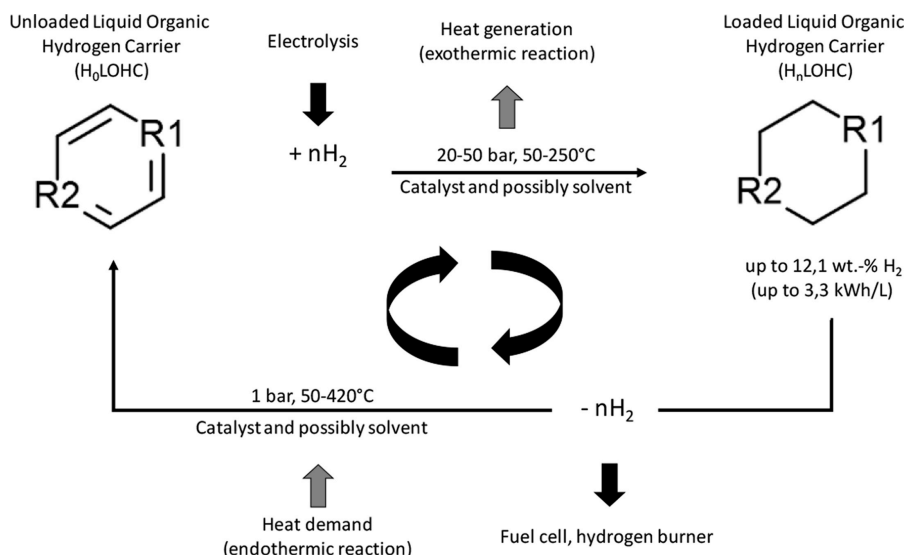 Unloaded Liquid Organic
Hydrogen Carrier
(H₀LOHC)
Electrolysis
Heat generation
(exothermic reaction)
Loaded Liquid Organic
Hydrogen Carrier
(HₙLOHC)
R1
R2
+ nH₂
20-50 bar, 50-250°C
Catalyst and possibly solvent
R1
R2
up to 12,1 wt.-% H₂
(up to 3,3 kWh/L)
1 bar, 50-420°C
Catalyst and possibly solvent
- nH₂
Heat demand
(endothermic reaction)
Fuel cell, hydrogen burner